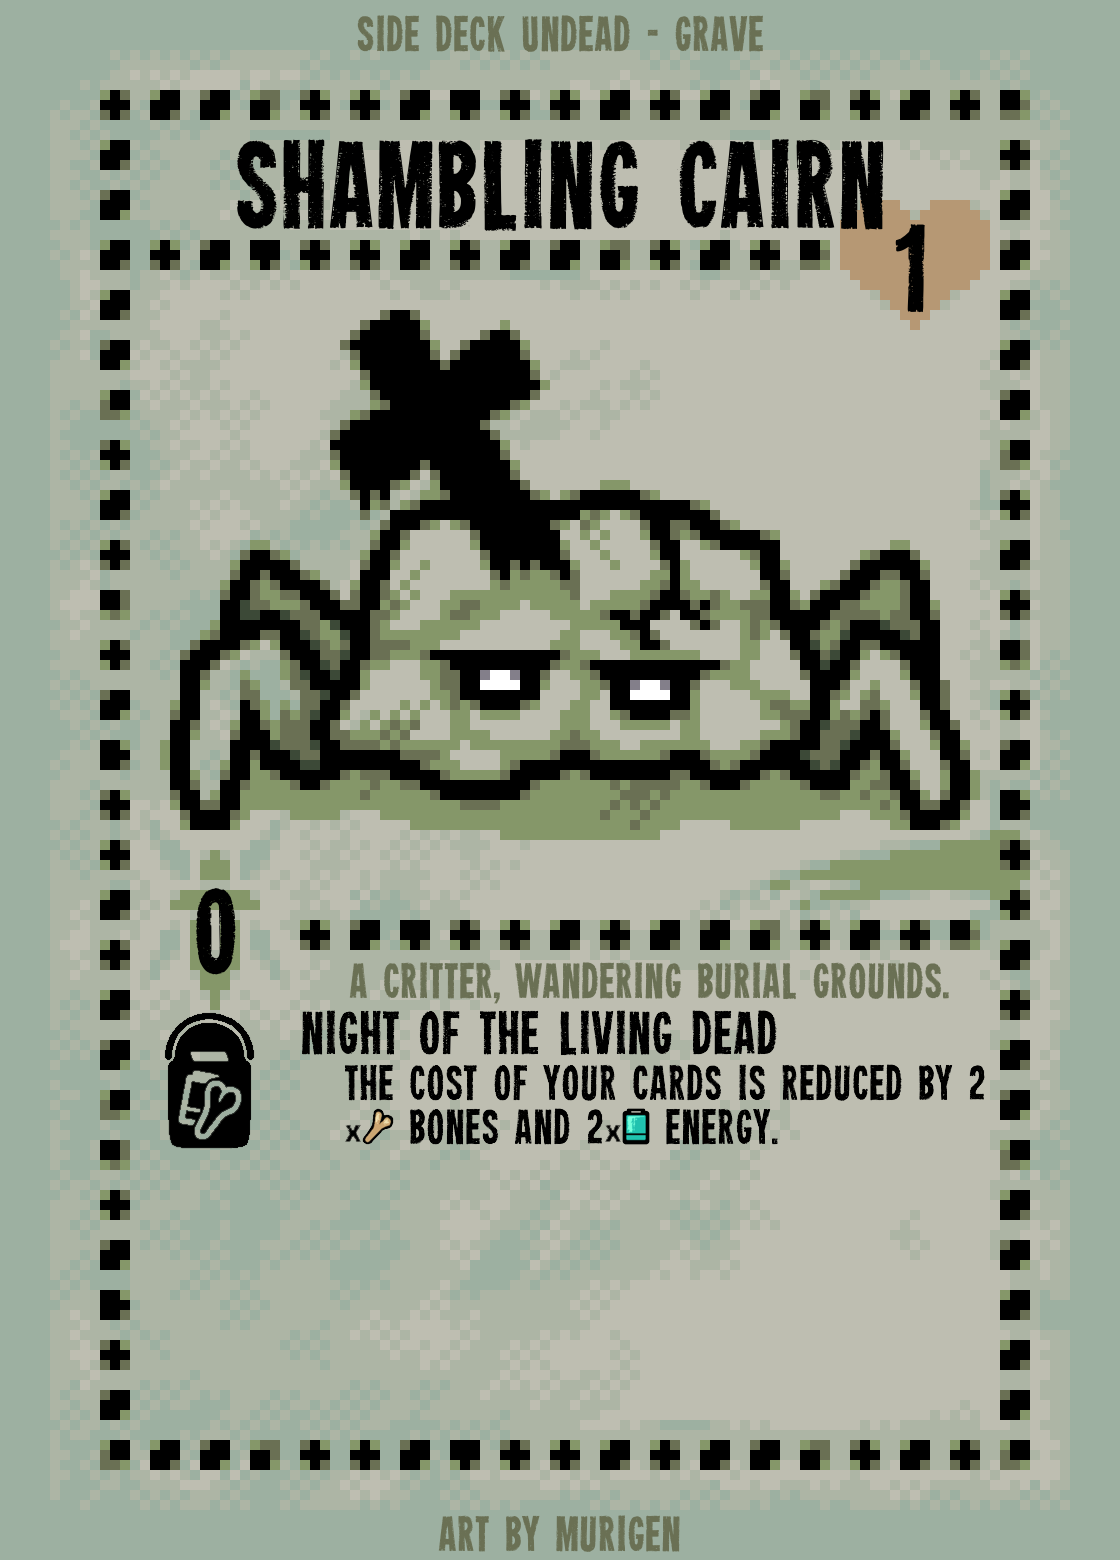 SIDE DECK UNDEAD - GRAVE
SHAMBLING CAIRN
1
0
A CRITTER, WANDERING BURIAL GROUNDS.
NIGHT OF THE LIVING DEAD
THE COST OF YOUR CARDS IS REDUCED BY 2
x BONES AND 2x ENERGY.
ART BY MURIGEN